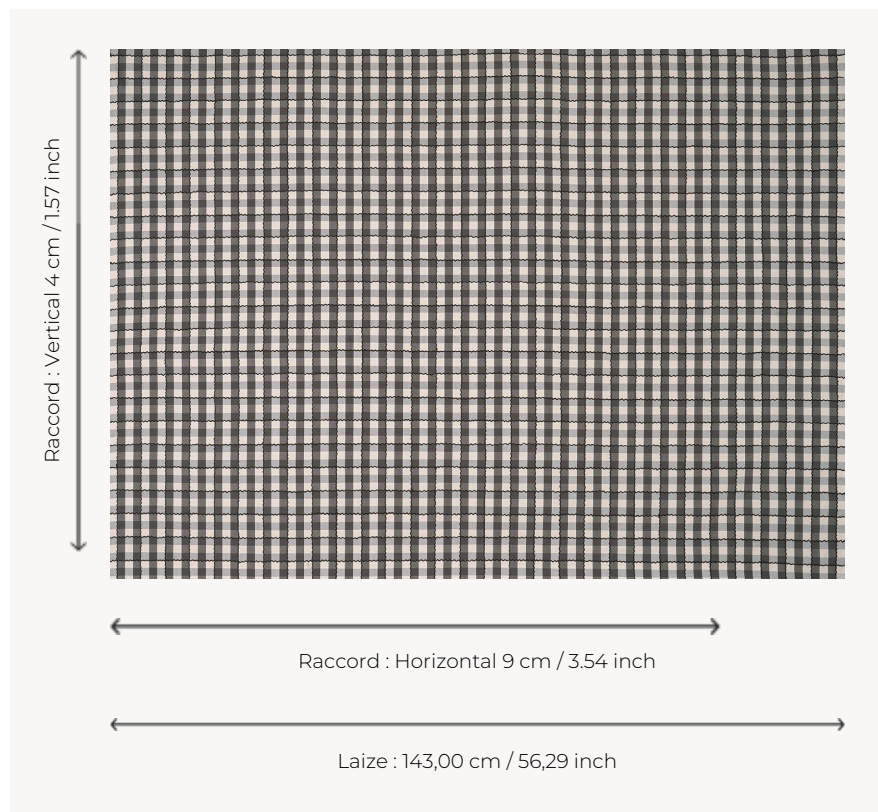 Raccord : Vertical 4 cm / 1.57 inch
Raccord : Horizontal 9 cm / 3.54 inch
Laize : 143,00 cm / 56,29 inch